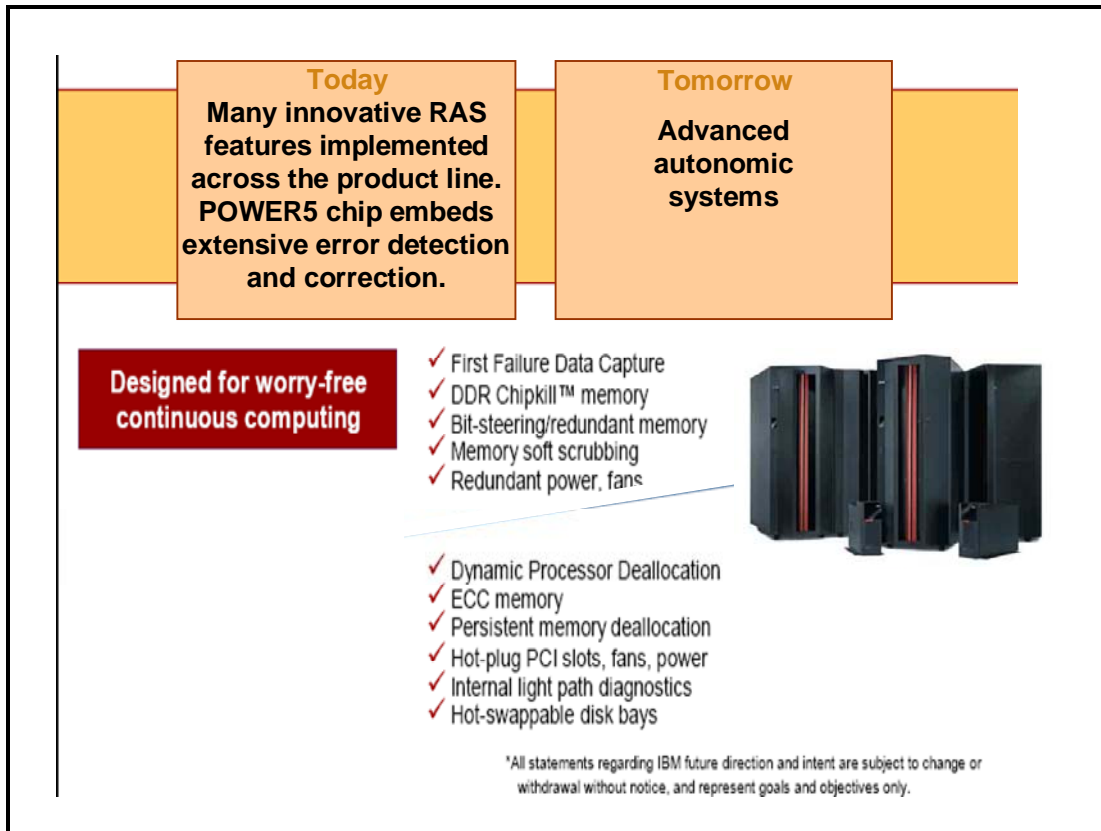 Today
Many innovative RAS
features implemented
across the product line.
POWER5 chip embeds
extensive error detection
and correction.
Tomorrow
Advanced
autonomic
systems
Designed for worry-free
continuous computing
✓ First Failure Data Capture
✓ DDR Chipkill™ memory
✓ Bit-steering/redundant memory
✓ Memory soft scrubbing
✓ Redundant power, fans
✓ Dynamic Processor Deallocation
✓ ECC memory
✓ Persistent memory deallocation
✓ Hot-plug PCI slots, fans, power
✓ Internal light path diagnostics
✓ Hot-swappable disk bays
*All statements regarding IBM future direction and intent are subject to change or
withdrawal without notice, and represent goals and objectives only.